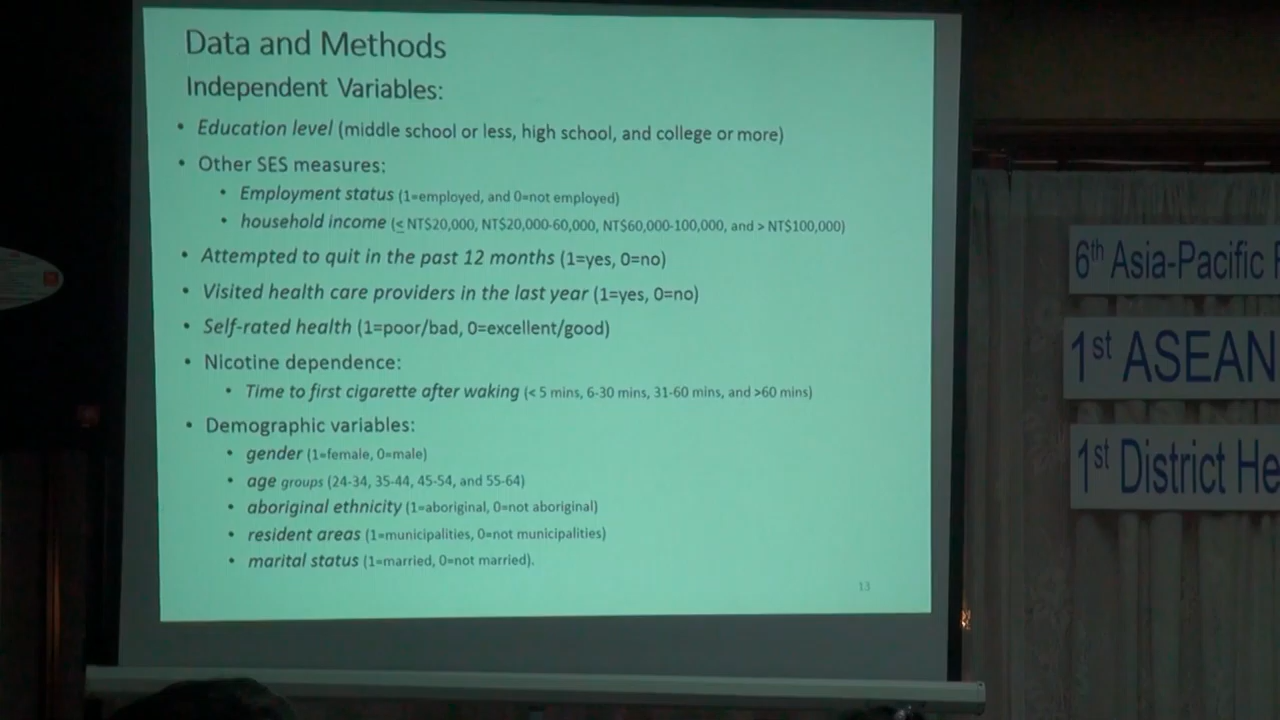 Data and Methods
Independent Variables:
• Education level (middle school or less, high school, and college or more)
• Other SES measures:
• Employment status (1=employed, and 0=not employed)
• household income (≤ NT$20,000, NT$20,000-60,000, NT$60,000-100,000, and > NT$100,000)
• Attempted to quit in the past 12 months (1=yes, 0=no)
• Visited health care providers in the last year (1=yes, 0=no)
• Self-rated health (1=poor/bad, 0=excellent/good)
• Nicotine dependence:
• Time to first cigarette after waking (< 5 mins, 6-30 mins, 31-60 mins, and >60 mins)
• Demographic variables:
• gender (1=female, 0=male)
• age groups (24-34, 35-44, 45-54, and 55-64)
• aboriginal ethnicity (1=aboriginal, 0=not aboriginal)
• resident areas (1=municipalities, 0=not municipalities)
• marital status (1=married, 0=not married).
13
6th Asia-Pacific
1st ASEAN
1st District He